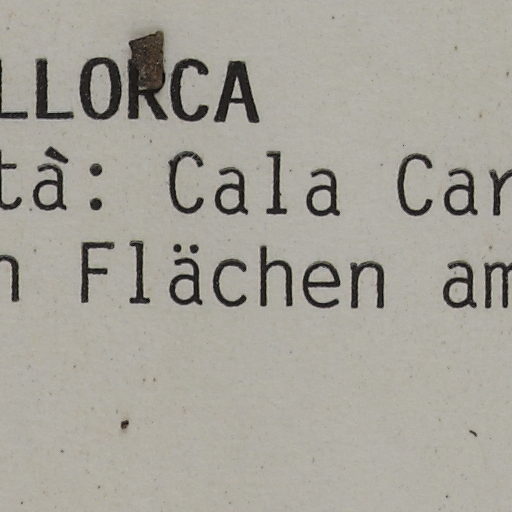 LLORCA
tà: Cala Car
n Flächen am